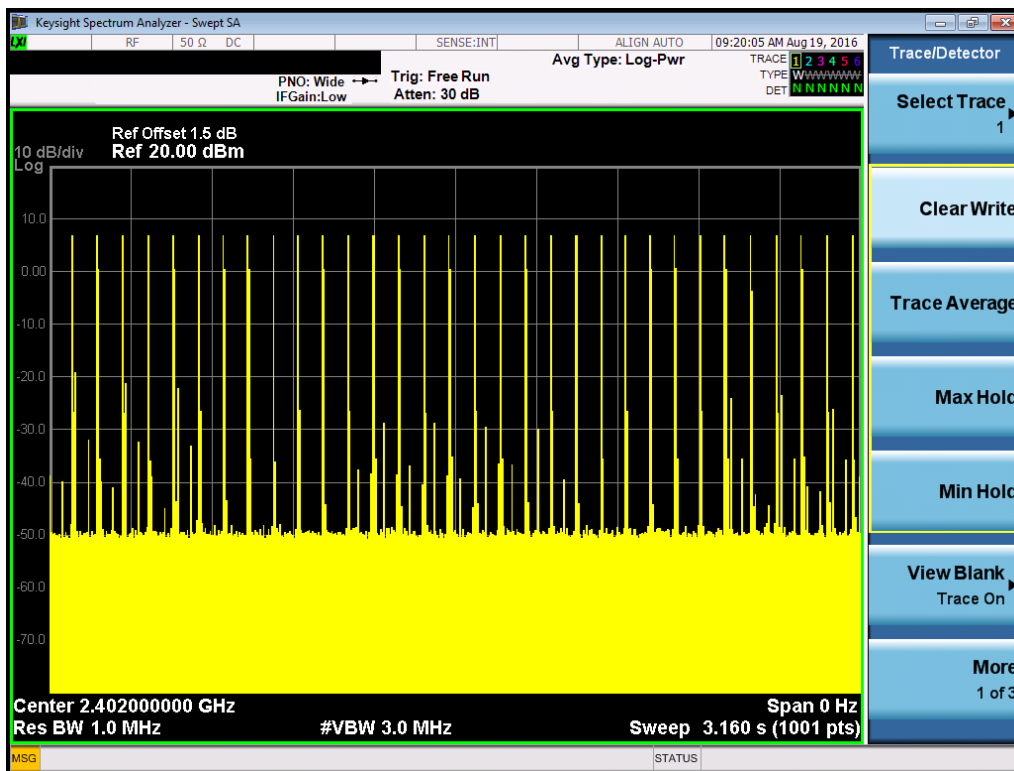 Keysight Spectrum Analyzer - Swept SA
LXI RF 50 Ω DC SENSE:INT ALIGN AUTO 09:20:05 AM Aug 19, 2016
Trace/Detector
PNO: Wide
IFGain:Low
Trig: Free Run
Atten: 30 dB
Avg Type: Log-Pwr
TRACE 1 2 3 4 5 6
TYPE WWWWWWW
DET N N N N N N
Select Trace
1
Ref Offset 1.5 dB
10 dB/div Ref 20.00 dBm
Log
10.0
0.00
-10.0
-20.0
-30.0
-40.0
-50.0
-60.0
-70.0
Clear Write
Trace Average
Max Hold
Min Hold
View Blank
Trace On
More
1 of 3
Center 2.402000000 GHz Span 0 Hz
Res BW 1.0 MHz #VBW 3.0 MHz Sweep 3.160 s (1001 pts)
MSG STATUS